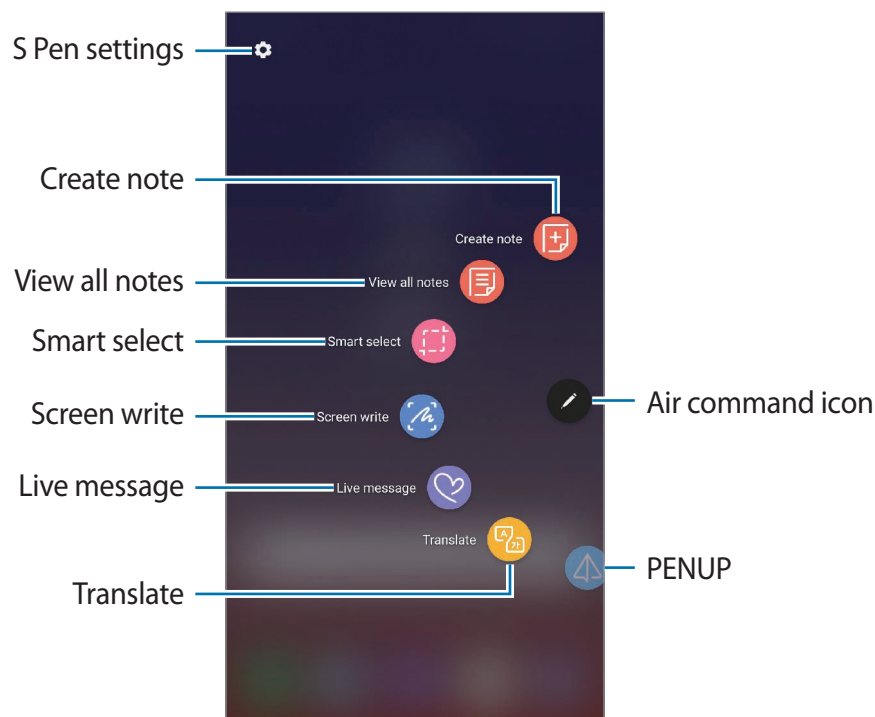 S Pen settings
Create note
Create note
View all notes
View all notes
Smart select
Smart select
Air command icon
Screen write
Screen write
Live message
Live message
Translate
A
가
PENUP
Translate